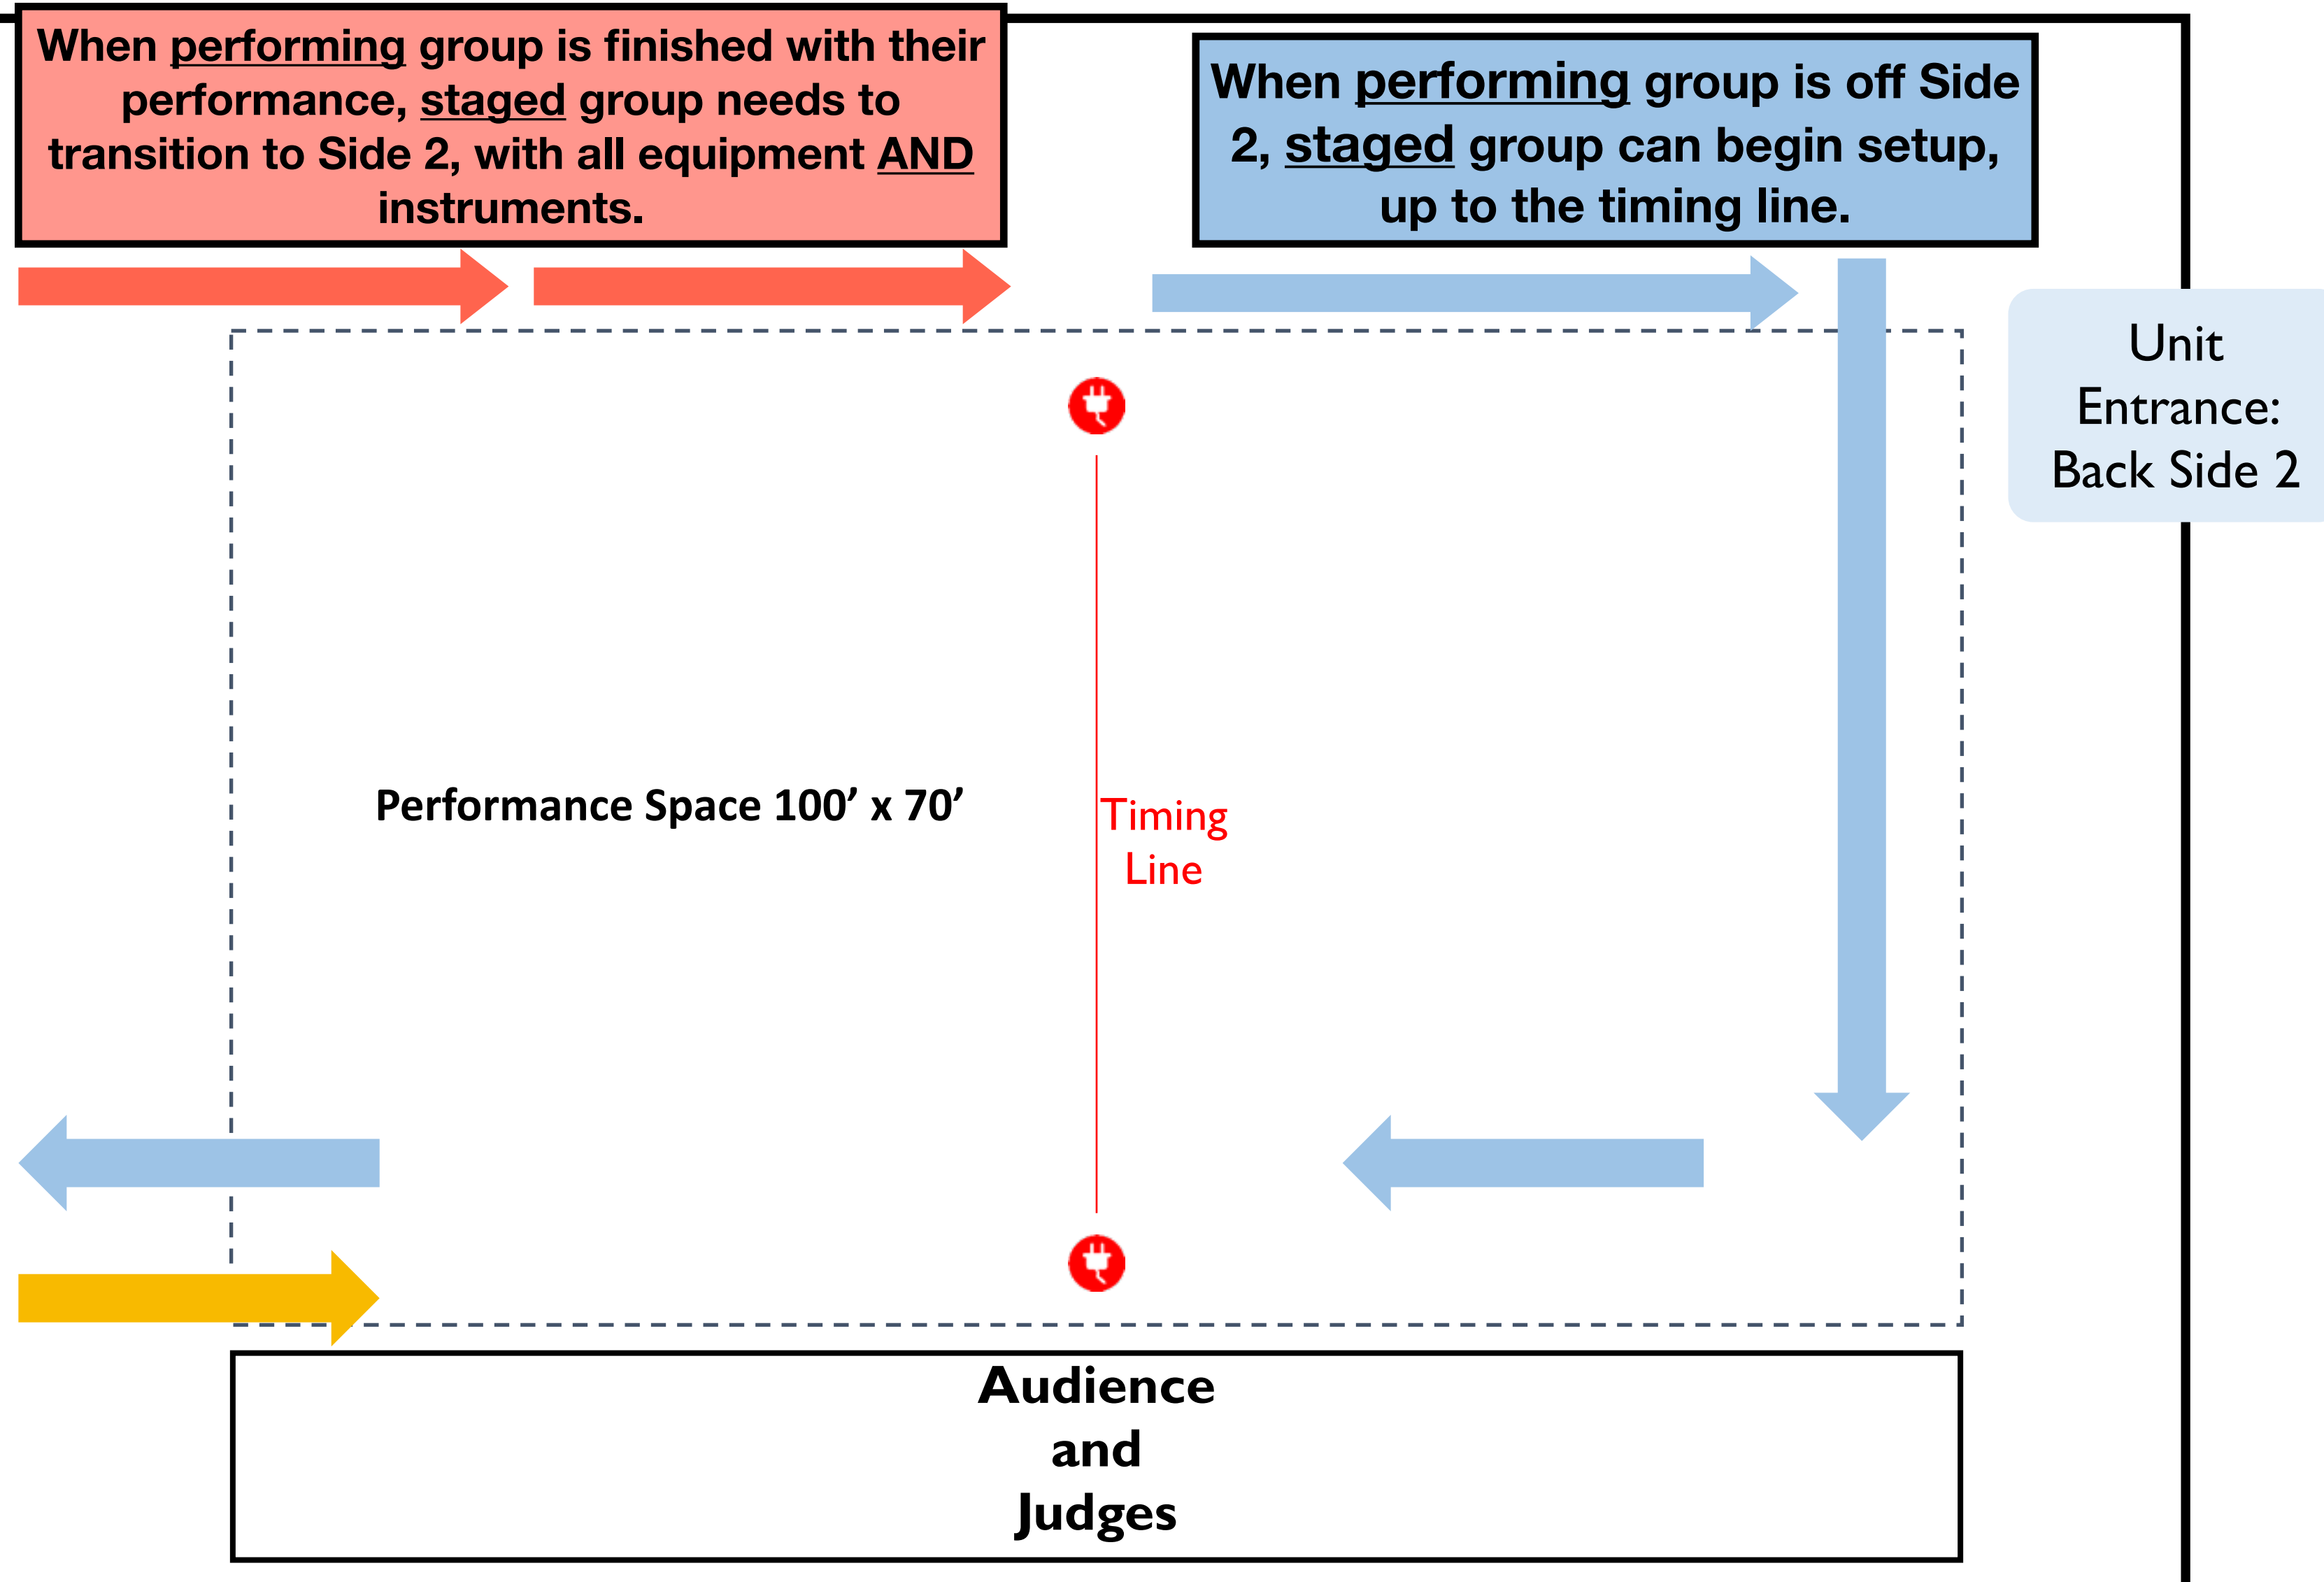 When performing group is finished with their
performance, staged group needs to
transition to Side 2, with all equipment AND
instruments.
When performing group is off Side
2, staged group can begin setup,
up to the timing line.
Unit
Entrance:
Back Side 2
Performance Space 100’ x 70’
Timing
Line
Audience
and
Judges